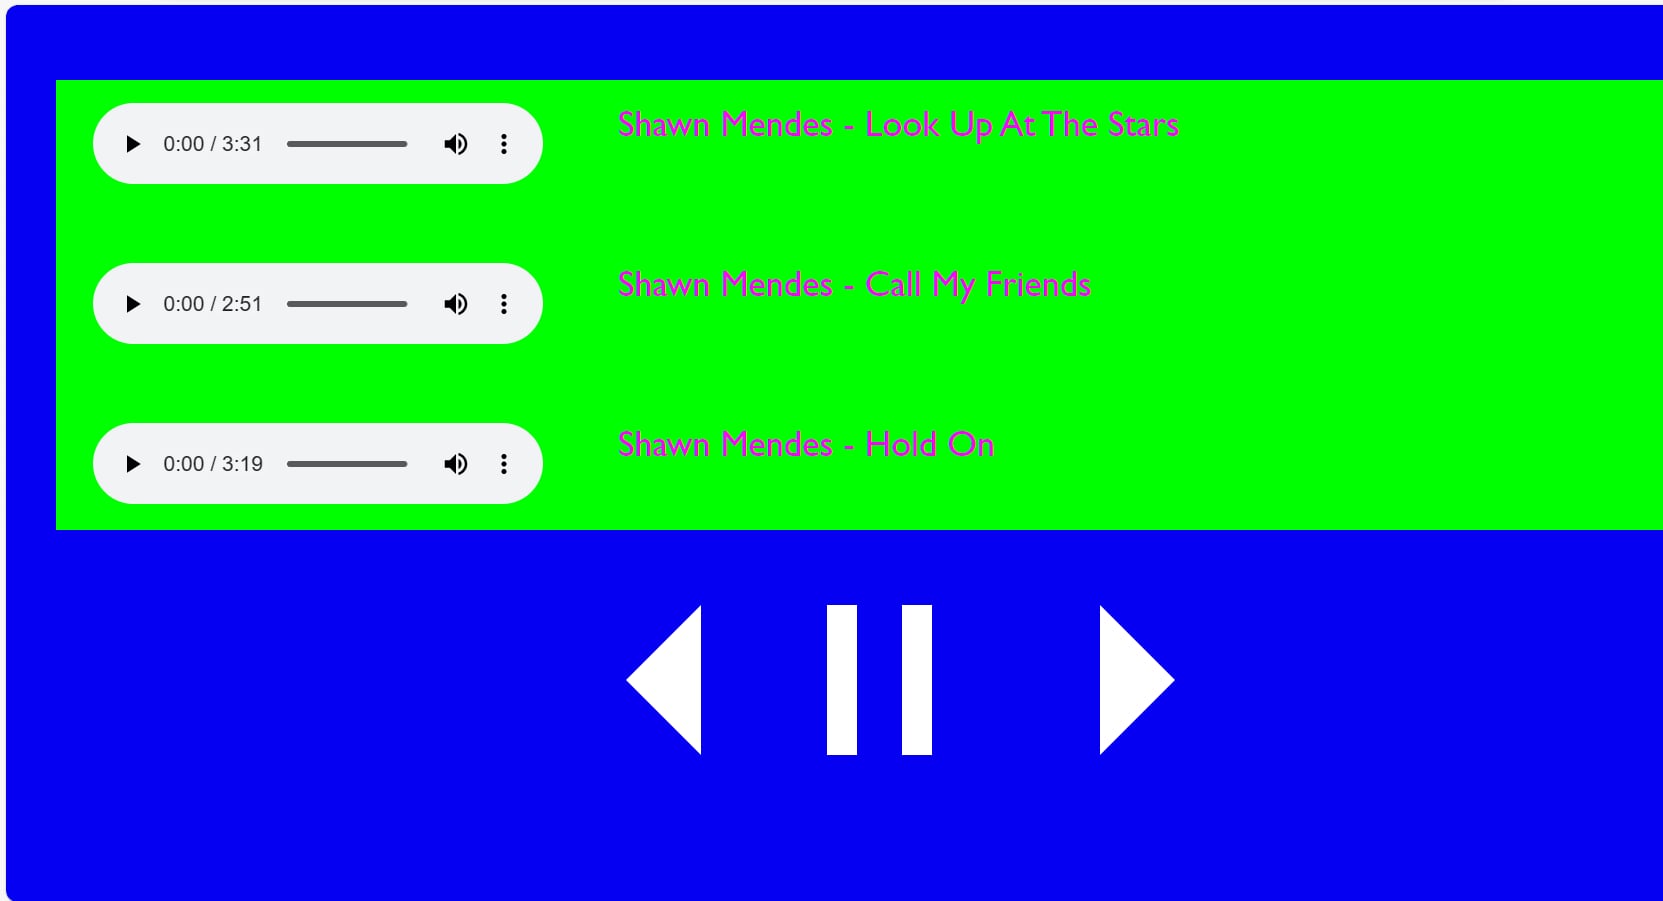 0:00 / 3:31 Shawn Mendes - Look Up At The Stars
0:00 / 2:51 Shawn Mendes - Call My Friends
0:00 / 3:19 Shawn Mendes - Hold On